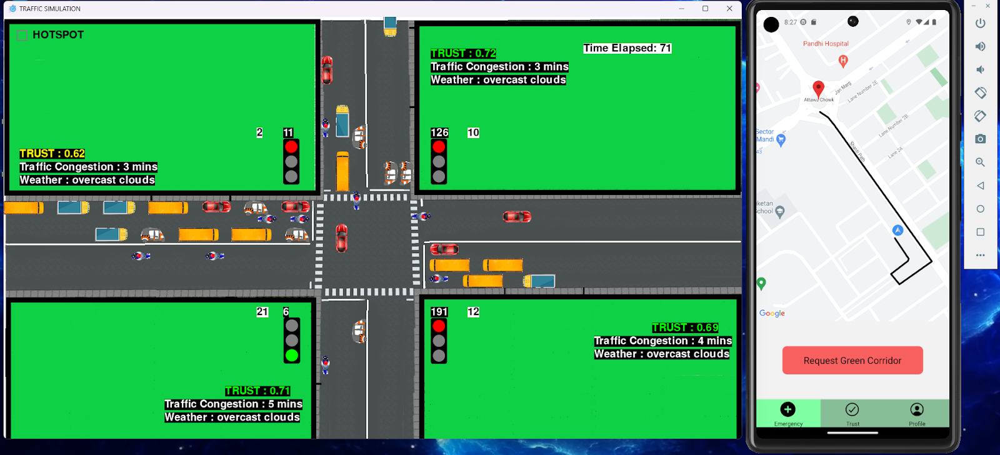 TRAFFIC SIMULATION
HOTSPOT
2
11
TRUST : 0.62
Traffic Congestion : 3 mins
Weather : overcast clouds
TRUST : 0.72
Time Elapsed: 71
Traffic Congestion : 3 mins
Weather : overcast clouds
126
10
21
6
TRUST : 0.71
Traffic Congestion : 5 mins
Weather : overcast clouds
191
12
TRUST : 0.69
Traffic Congestion : 4 mins
Weather : overcast clouds
8:27
Pandhi Hospital
H
Attawa Chowk
Jan Marg
Lane Number 2E
Lane Number 2B
Lane 2A
Shanti Path
Sector
Mandi
43
iketan
School
Google
Request Green Corridor
Emergency
Trust
Profile